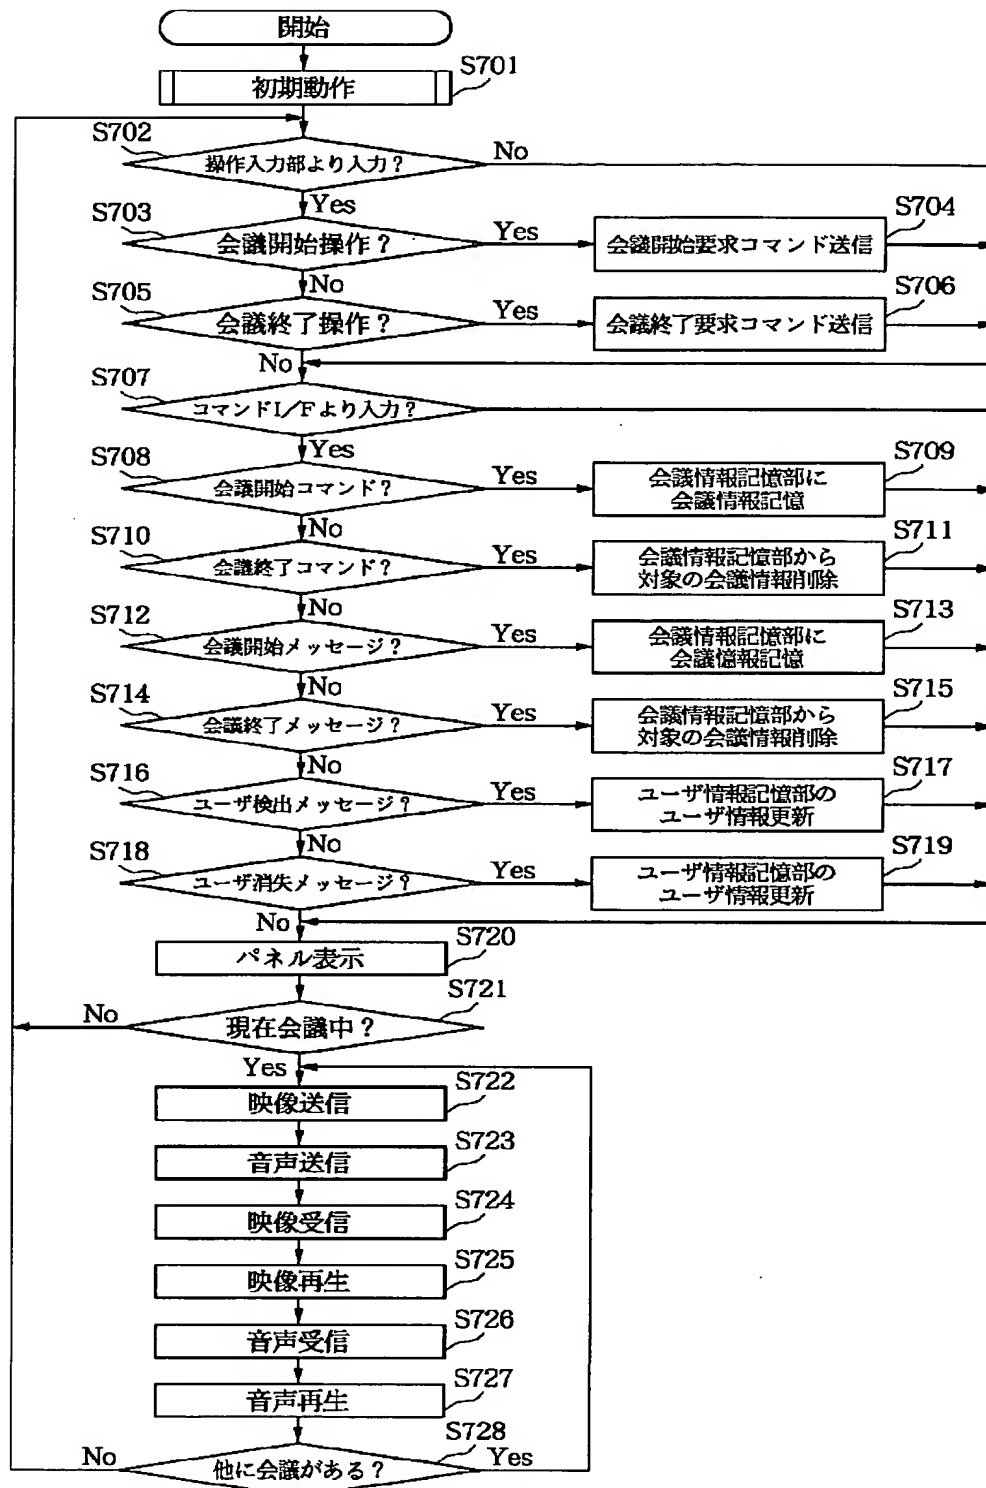 開始
初期動作
S701
S702
操作入力部より入力?
No
Yes
S703
会議開始操作?
Yes
会議開始要求コマンド送信
S704
No
S705
会議終了操作?
Yes
会議終了要求コマンド送信
S706
No
S707
コマンドI/Fより入力?
Yes
S708
会議開始コマンド?
Yes
会議情報記憶部に
会議情報記憶
S709
No
S710
会議終了コマンド?
Yes
会議情報記憶部から
対象の会議情報削除
S711
No
S712
会議開始メッセージ?
Yes
会議情報記憶部に
会議憶報記憶
S713
No
S714
会議終了メッセージ?
Yes
会議情報記憶部から
対象の会議情報削除
S715
No
S716
ユーザ検出メッセージ?
Yes
ユーザ情報記憶部の
ユーザ情報更新
S717
No
S718
ユーザ消失メッセージ?
Yes
ユーザ情報記憶部の
ユーザ情報更新
S719
No
パネル表示
S720
S721
現在会議中?
No
Yes
映像送信
S722
音声送信
S723
映像受信
S724
映像再生
S725
音声受信
S726
音声再生
S727
S728
他に会議がある?
No
Yes